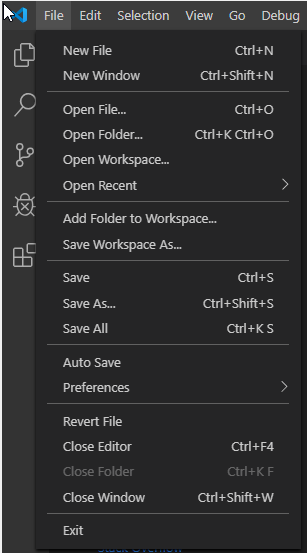 File Edit Selection View Go Debug
New File Ctrl+N
New Window Ctrl+Shift+N
Open File... Ctrl+O
Open Folder... Ctrl+K Ctrl+O
Open Workspace...
Open Recent
Add Folder to Workspace...
Save Workspace As...
Save Ctrl+S
Save As... Ctrl+Shift+S
Save All Ctrl+K S
Auto Save
Preferences
Revert File
Close Editor Ctrl+F4
Close Folder Ctrl+K F
Close Window Ctrl+Shift+W
Exit
Stack Overflow